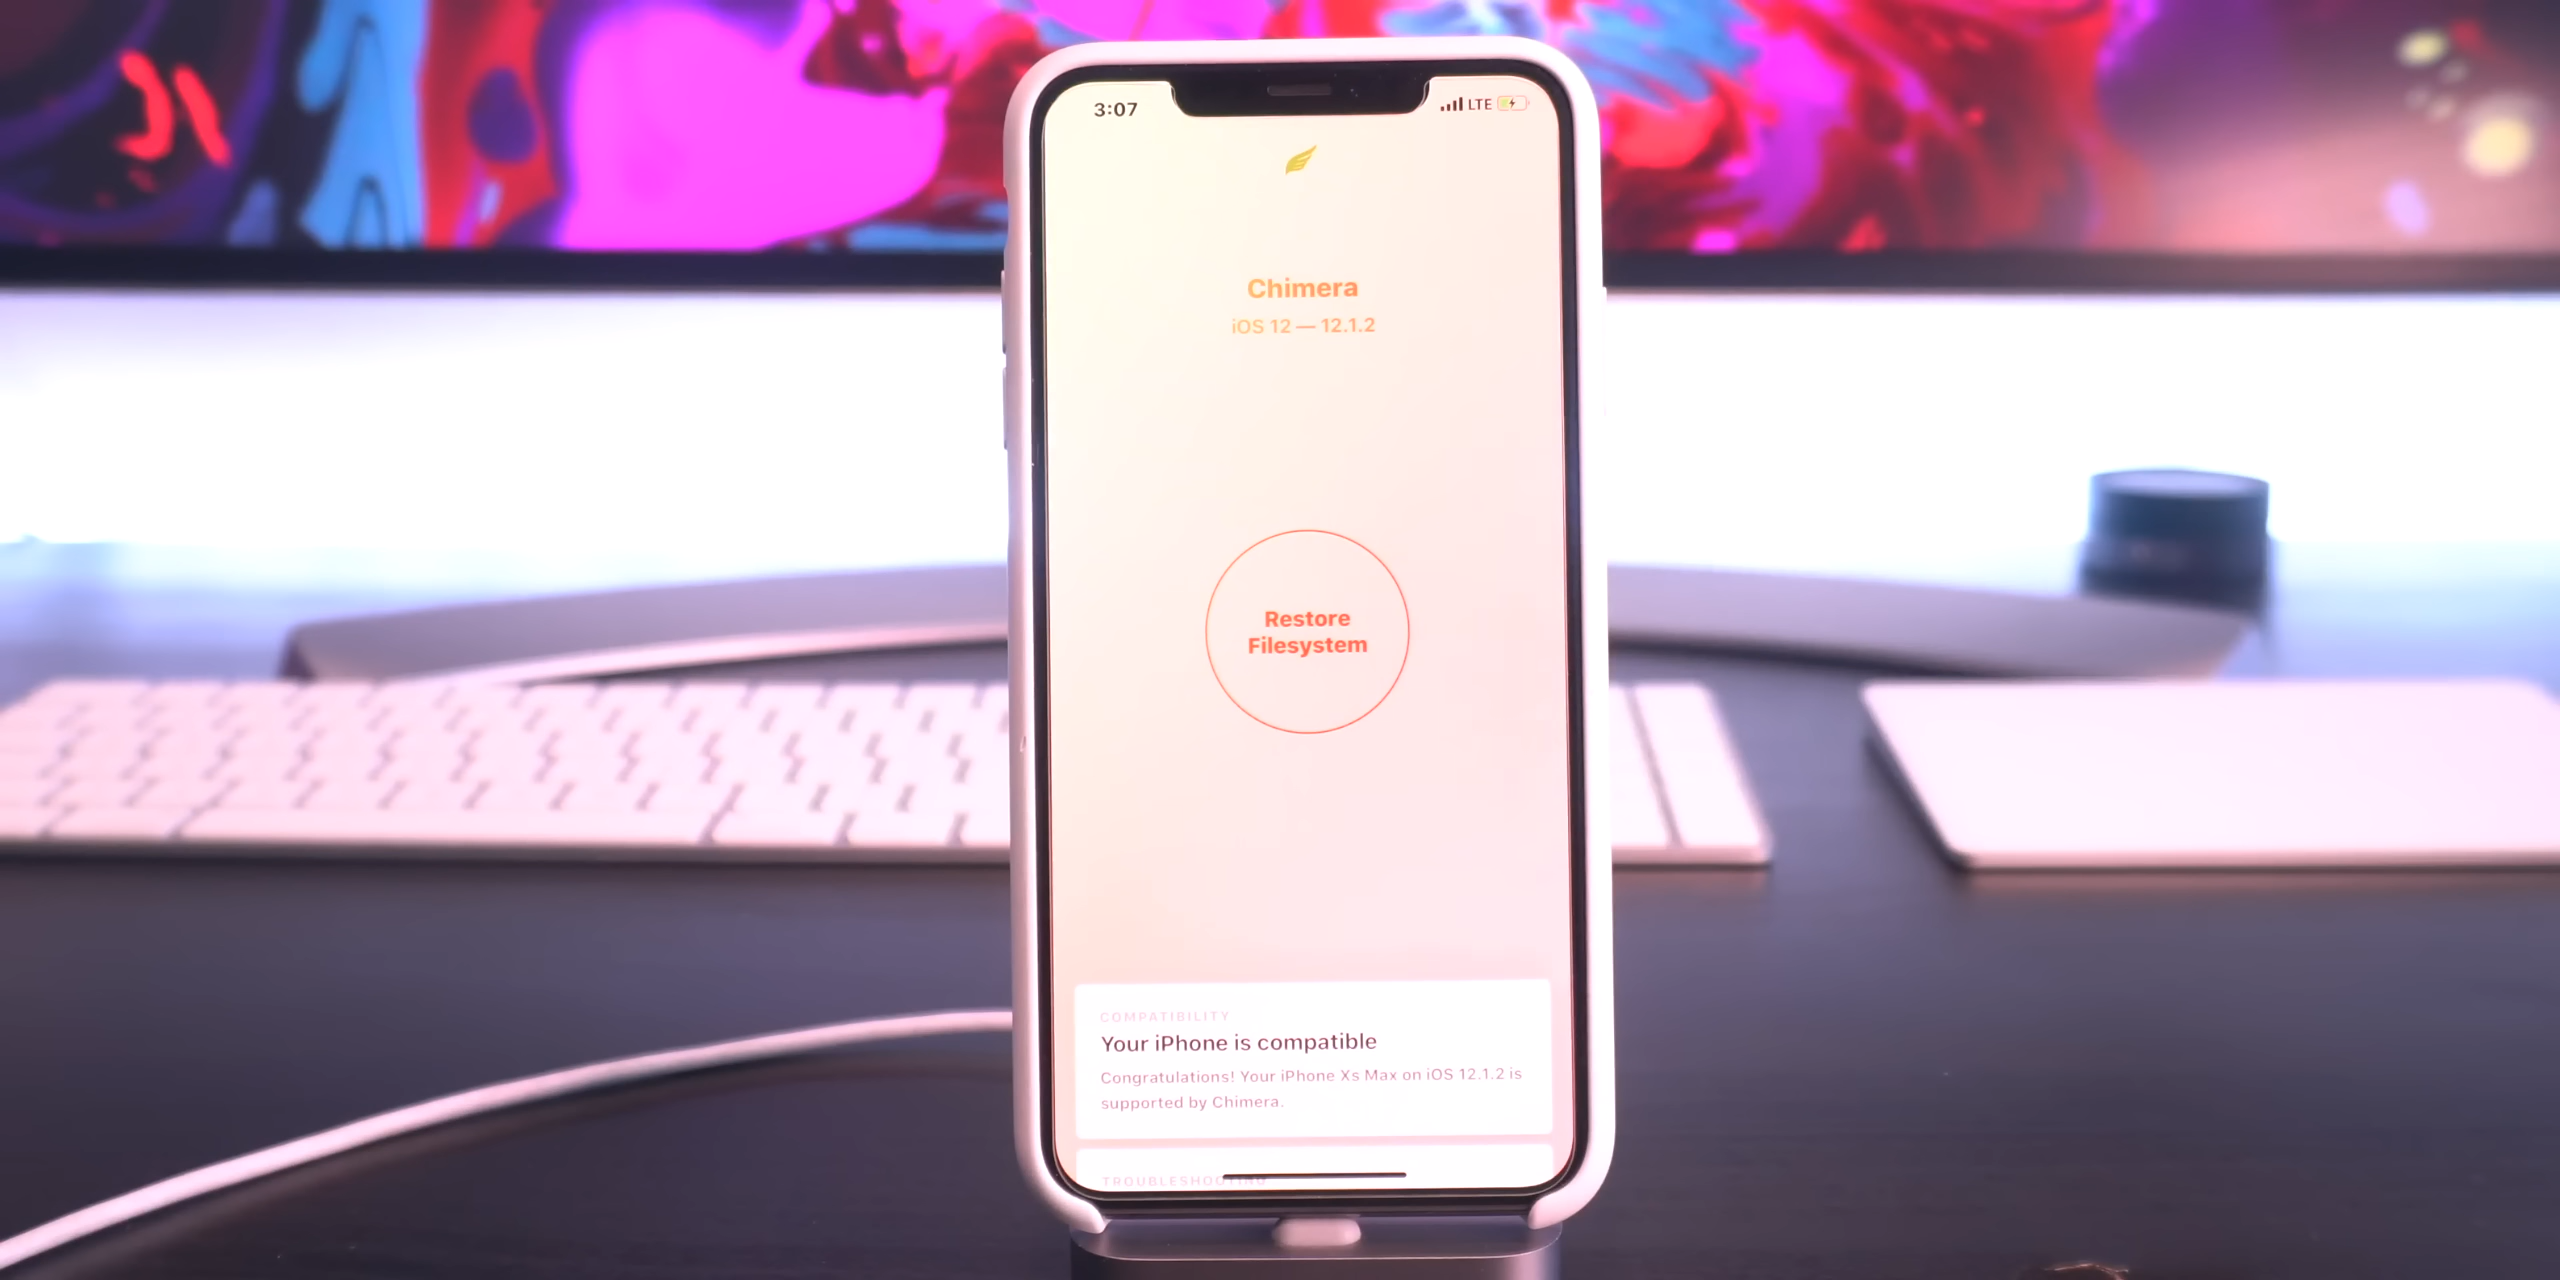 3:07 LTE
Chimera
iOS 12 — 12.1.2
Restore
Filesystem
COMPATIBILITY
Your iPhone is compatible
Congratulations! Your iPhone Xs Max on iOS 12.1.2 is
supported by Chimera.
TROUBLESHOOTING